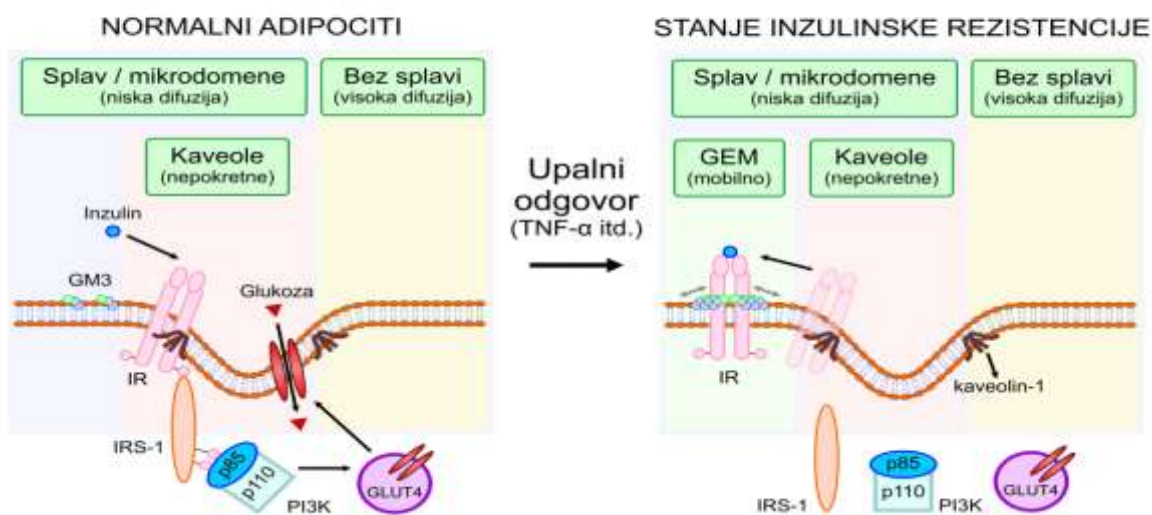 NORMALNI ADIPOCITI
Splav / mikrodomene
(niska difuzija)
Bez splavi
(visoka difuzija)
Kaveole
(nepokretne)
Inzulin
GM3
Glukoza
IR
IRS-1
p85
p110
PI3K
GLUT4
Upalni
odgovor
(TNF-α itd.)
STANJE INZULINSKE REZISTENCIJE
Splav / mikrodomene
(niska difuzija)
Bez splavi
(visoka difuzija)
GEM
(mobilno)
Kaveole
(nepokretne)
IR
kaveolin-1
IRS-1
p85
p110
PI3K
GLUT4